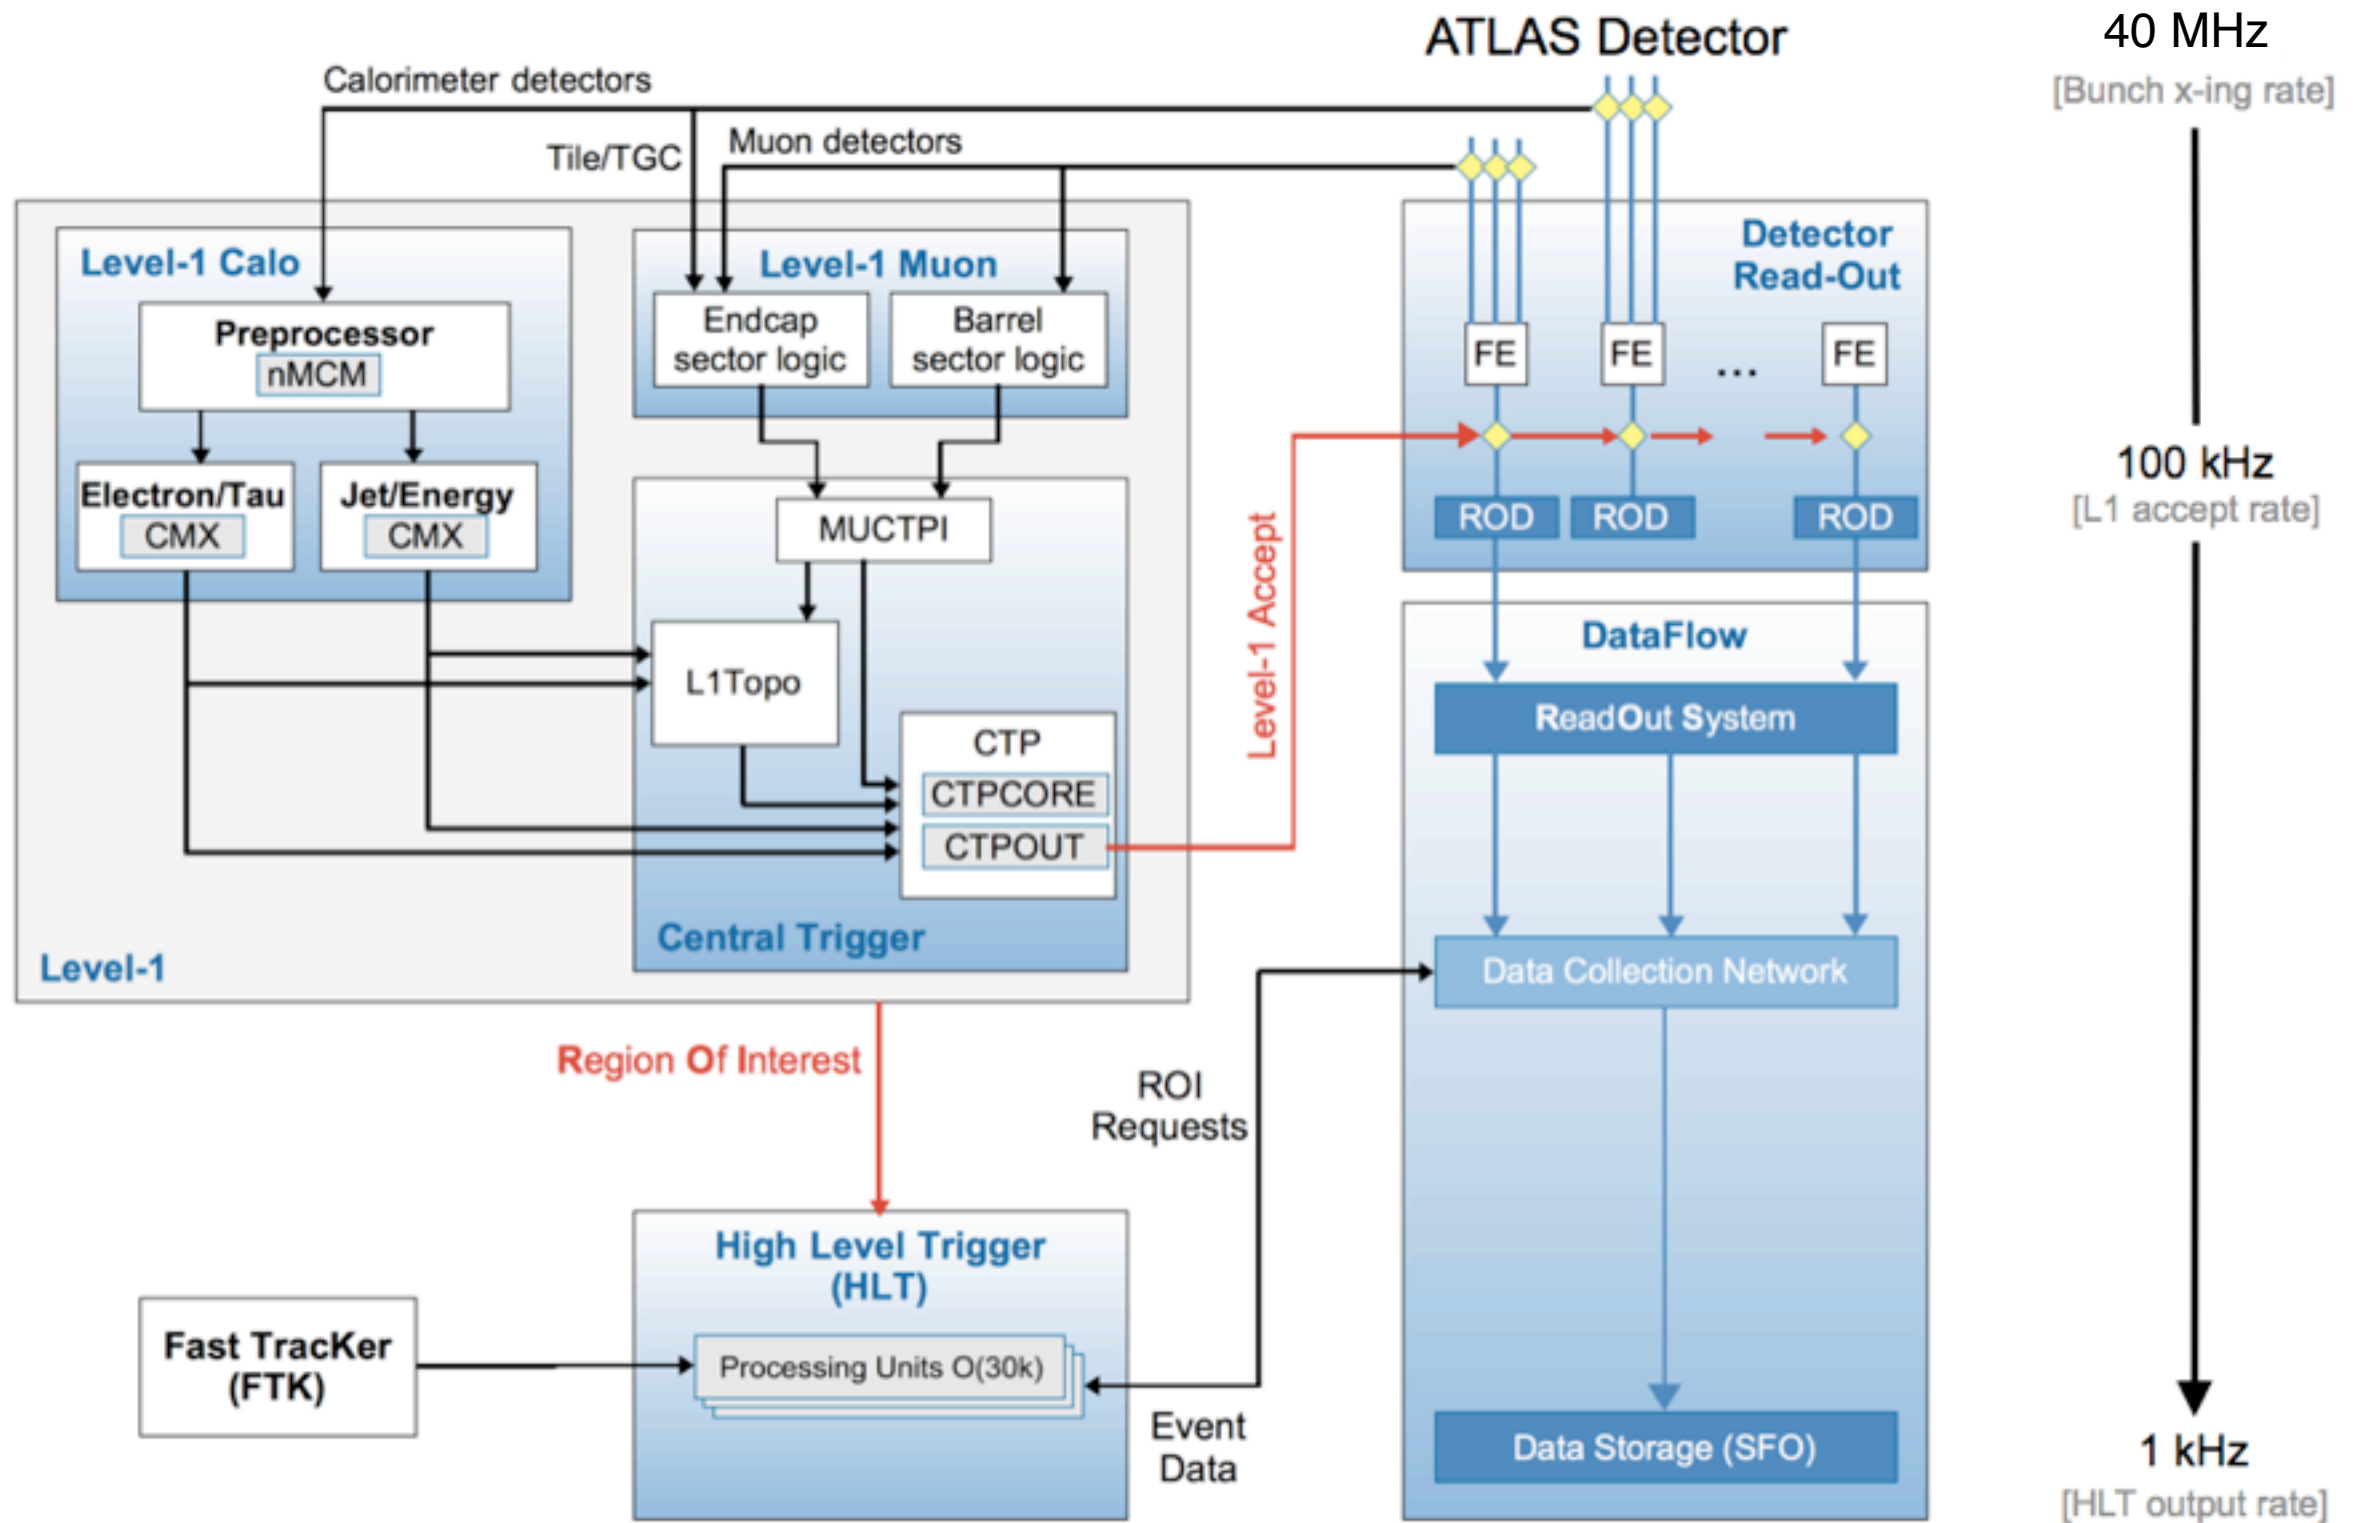 ATLAS Detector
40 MHz
[Bunch x-ing rate]
Calorimeter detectors
Tile/TGC
Muon detectors
Level-1 Calo
Preprocessor
nMCM
Electron/Tau
CMX
Jet/Energy
CMX
Level-1 Muon
Endcap
sector logic
Barrel
sector logic
MUCTPI
L1Topo
CTP
CTPCORE
CTPOUT
Central Trigger
Level-1
Level-1 Accept
Detector
Read-Out
FE
FE
...
FE
ROD
ROD
ROD
100 kHz
[L1 accept rate]
DataFlow
ReadOut System
Data Collection Network
Data Storage (SFO)
Region Of Interest
ROI
Requests
High Level Trigger
(HLT)
Processing Units O(30k)
Fast TracKer
(FTK)
Event
Data
1 kHz
[HLT output rate]